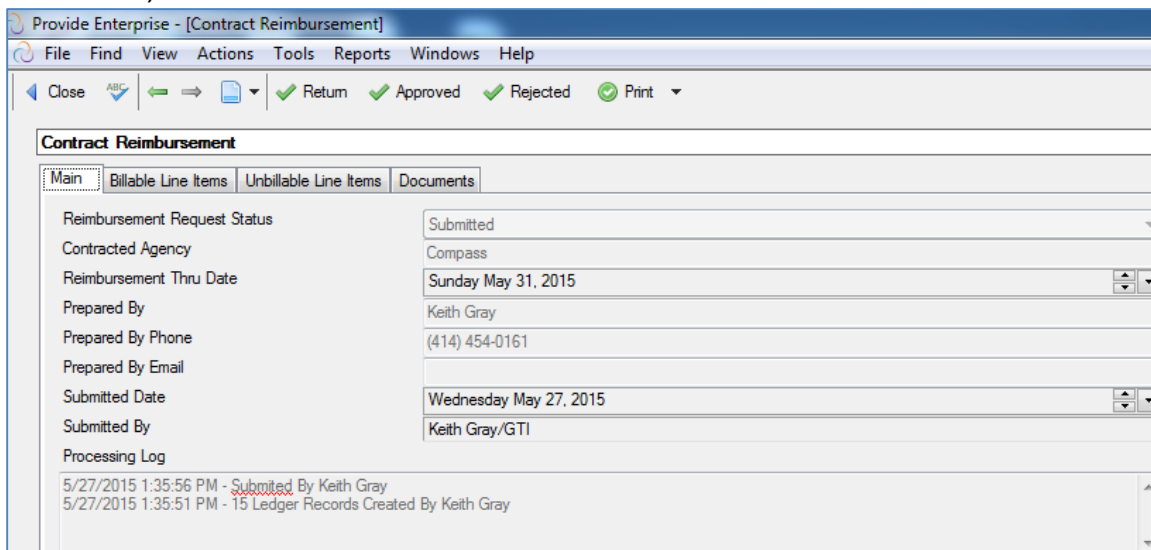 Provide Enterprise - [Contract Reimbursement]
File Find View Actions Tools Reports Windows Help
Close ABC Return Approved Rejected Print
Contract Reimbursement
Main Billable Line Items Unbillable Line Items Documents
Reimbursement Request Status Submitted
Contracted Agency Compass
Reimbursement Thru Date Sunday May 31, 2015
Prepared By Keith Gray
Prepared By Phone (414) 454-0161
Prepared By Email
Submitted Date Wednesday May 27, 2015
Submitted By Keith Gray/GTI
Processing Log
5/27/2015 1:35:56 PM - Submited By Keith Gray
5/27/2015 1:35:51 PM - 15 Ledger Records Created By Keith Gray